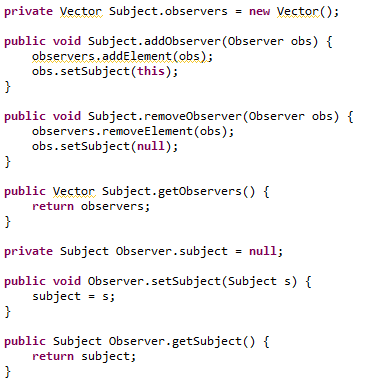 private Vector Subject.observers = new Vector();
public void Subject.addObserver(Observer obs) {
observers.addElement(obs);
obs.setSubject(this);
}
public void Subject.removeObserver(Observer obs) {
observers.removeElement(obs);
obs.setSubject(null);
}
public Vector Subject.getObservers() {
return observers;
}
private Subject Observer.subject = null;
public void Observer.setSubject(Subject s) {
subject = s;
}
public Subject Observer.getSubject() {
return subject;
}